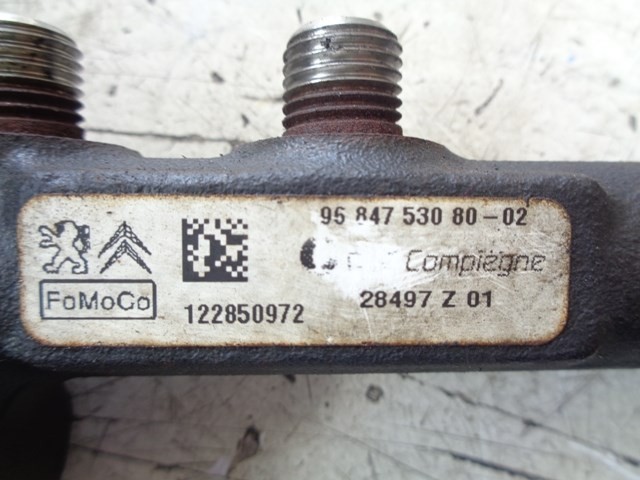 95 847 530 80-02
Compiègne
FoMoCo
122850972
28497 Z 01